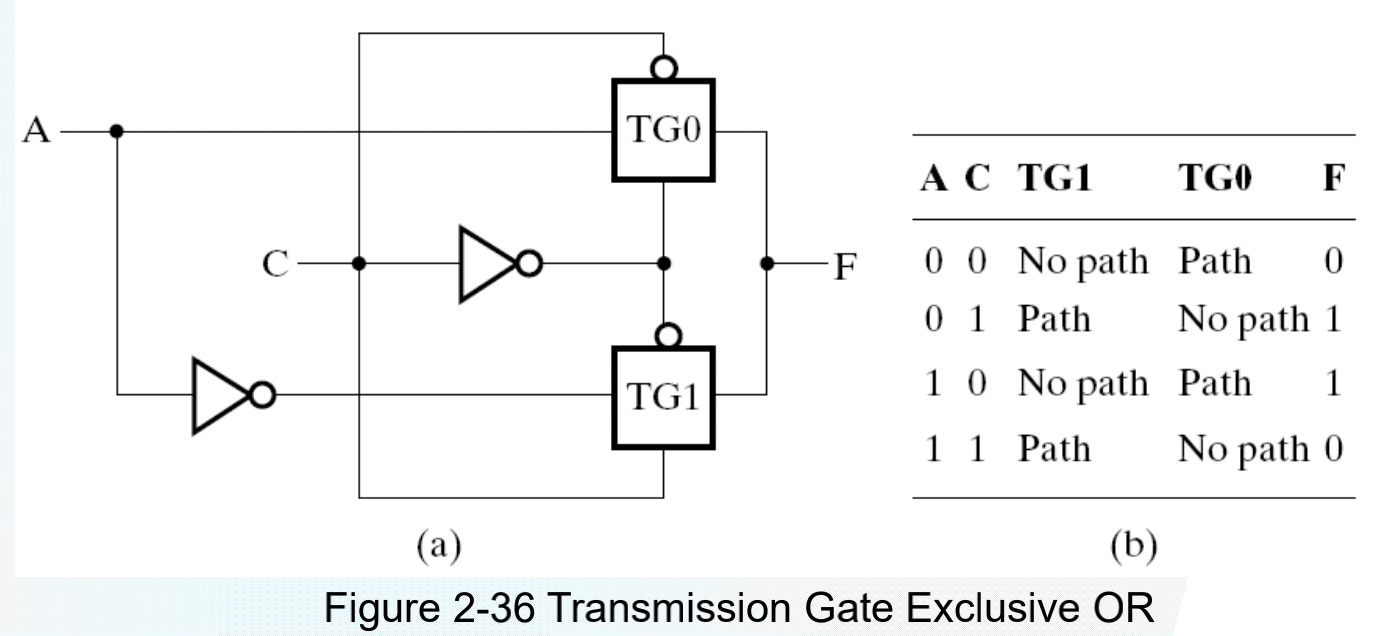 A
C
TG0
TG1
F
(a)
A C TG1 TG0 F
0 0 No path Path 0
0 1 Path No path 1
1 0 No path Path 1
1 1 Path No path 0
(b)
Figure 2-36 Transmission Gate Exclusive OR